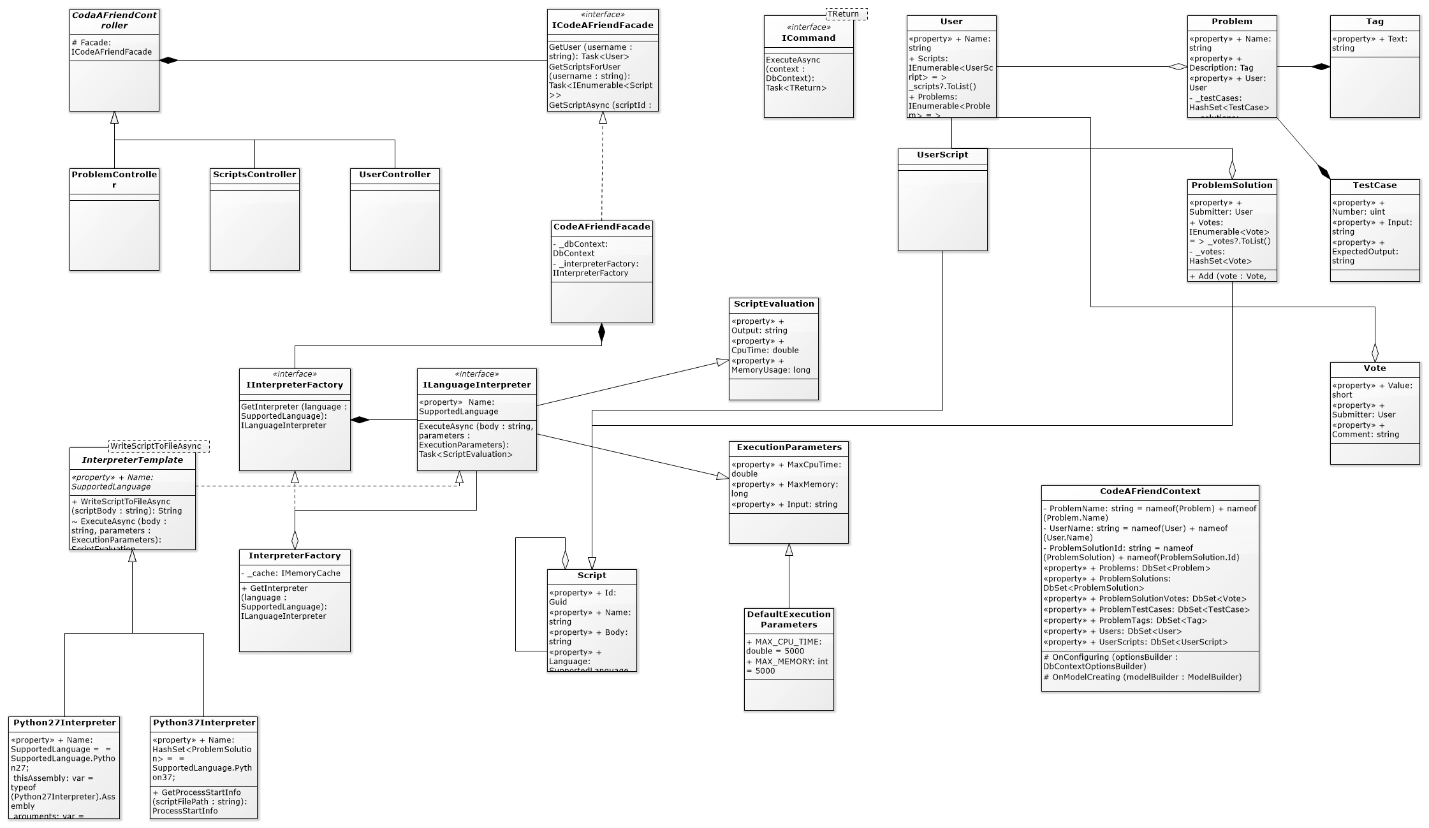 CodaAFriendCont
roller
# Facade:
ICodeAFriendFacade
«interface»
ICodeAFriendFacade
GetUser (username :
string): Task<User>
GetScriptsForUser
(username : string):
Task<IEnumerable<Script
>>
GetScriptAsync (scriptId :
TReturn
«interface»
ICommand
ExecuteAsync
(context :
DbContext):
Task<TReturn>
User
«property» + Name:
string
+ Scripts:
IEnumerable<UserSc
ript> = >
_scripts?.ToList()
+ Problems:
IEnumerable<Proble
m> = >
Problem
«property» + Name:
string
«property» +
Description: Tag
«property» + User:
User
- _testCases:
HashSet<TestCase>
Tag
«property» + Text:
string
ProblemControlle
r
ScriptsController
UserController
CodeAFriendFacade
- _dbContext:
DbContext
- _interpreterFactory:
IInterpreterFactory
UserScript
ProblemSolution
«property» +
Submitter: User
+ Votes:
IEnumerable<Vote>
= > _votes?.ToList()
- _votes:
HashSet<Vote>
+ Add (vote : Vote,
TestCase
«property» +
Number: uint
«property» + Input:
string
«property» +
ExpectedOutput:
string
ScriptEvaluation
«property» +
Output: string
«property» +
CpuTime: double
«property» +
MemoryUsage: long
«interface»
IInterpreterFactory
GetInterpreter (language :
SupportedLanguage):
ILanguageInterpreter
«interface»
ILanguageInterpreter
«property»  Name:
SupportedLanguage
ExecuteAsync (body : string,
parameters :
ExecutionParameters):
Task<ScriptEvaluation>
Vote
«property» + Value:
short
«property» +
Submitter: User
«property» +
Comment: string
WriteScriptToFileAsync
InterpreterTemplate
«property» + Name:
SupportedLanguage
+ WriteScriptToFileAsync
(scriptBody : string): String
~ ExecuteAsync (body :
string, parameters :
ExecutionParameters):
ScriptEvaluation
ExecutionParameters
«property» + MaxCpuTime:
double
«property» + MaxMemory:
long
«property» + Input: string
CodeAFriendContext
- ProblemName: string = nameof(Problem) + nameof
(Problem.Name)
- UserName: string = nameof(User) + nameof
(User.Name)
- ProblemSolutionId: string = nameof
(ProblemSolution) + nameof(ProblemSolution.Id)
«property» + Problems: DbSet<Problem>
«property» + ProblemSolutions:
DbSet<ProblemSolution>
«property» + ProblemSolutionVotes: DbSet<Vote>
«property» + ProblemTestCases: DbSet<TestCase>
«property» + ProblemTags: DbSet<Tag>
«property» + Users: DbSet<User>
«property» + UserScripts: DbSet<UserScript>
# OnConfiguring (optionsBuilder :
DbContextOptionsBuilder)
# OnModelCreating (modelBuilder : ModelBuilder)
InterpreterFactory
- _cache: IMemoryCache
+ GetInterpreter
(language :
SupportedLanguage):
ILanguageInterpreter
Script
«property» + Id:
Guid
«property» + Name:
string
«property» + Body:
string
«property» +
Language:
SupportedLanguage
DefaultExecution
Parameters
+ MAX_CPU_TIME:
double = 5000
+ MAX_MEMORY: int
= 5000
Python27Interpreter
«property» + Name:
SupportedLanguage =  =
SupportedLanguage.Pytho
n27;
thisAssembly: var =
typeof
(Python27Interpreter).Ass
embly
arguments: var =
Python37Interpreter
«property» + Name:
HashSet<ProblemSolutio
n> =  =
SupportedLanguage.Pyth
on37;
+ GetProcessStartInfo
(scriptFilePath : string):
ProcessStartInfo